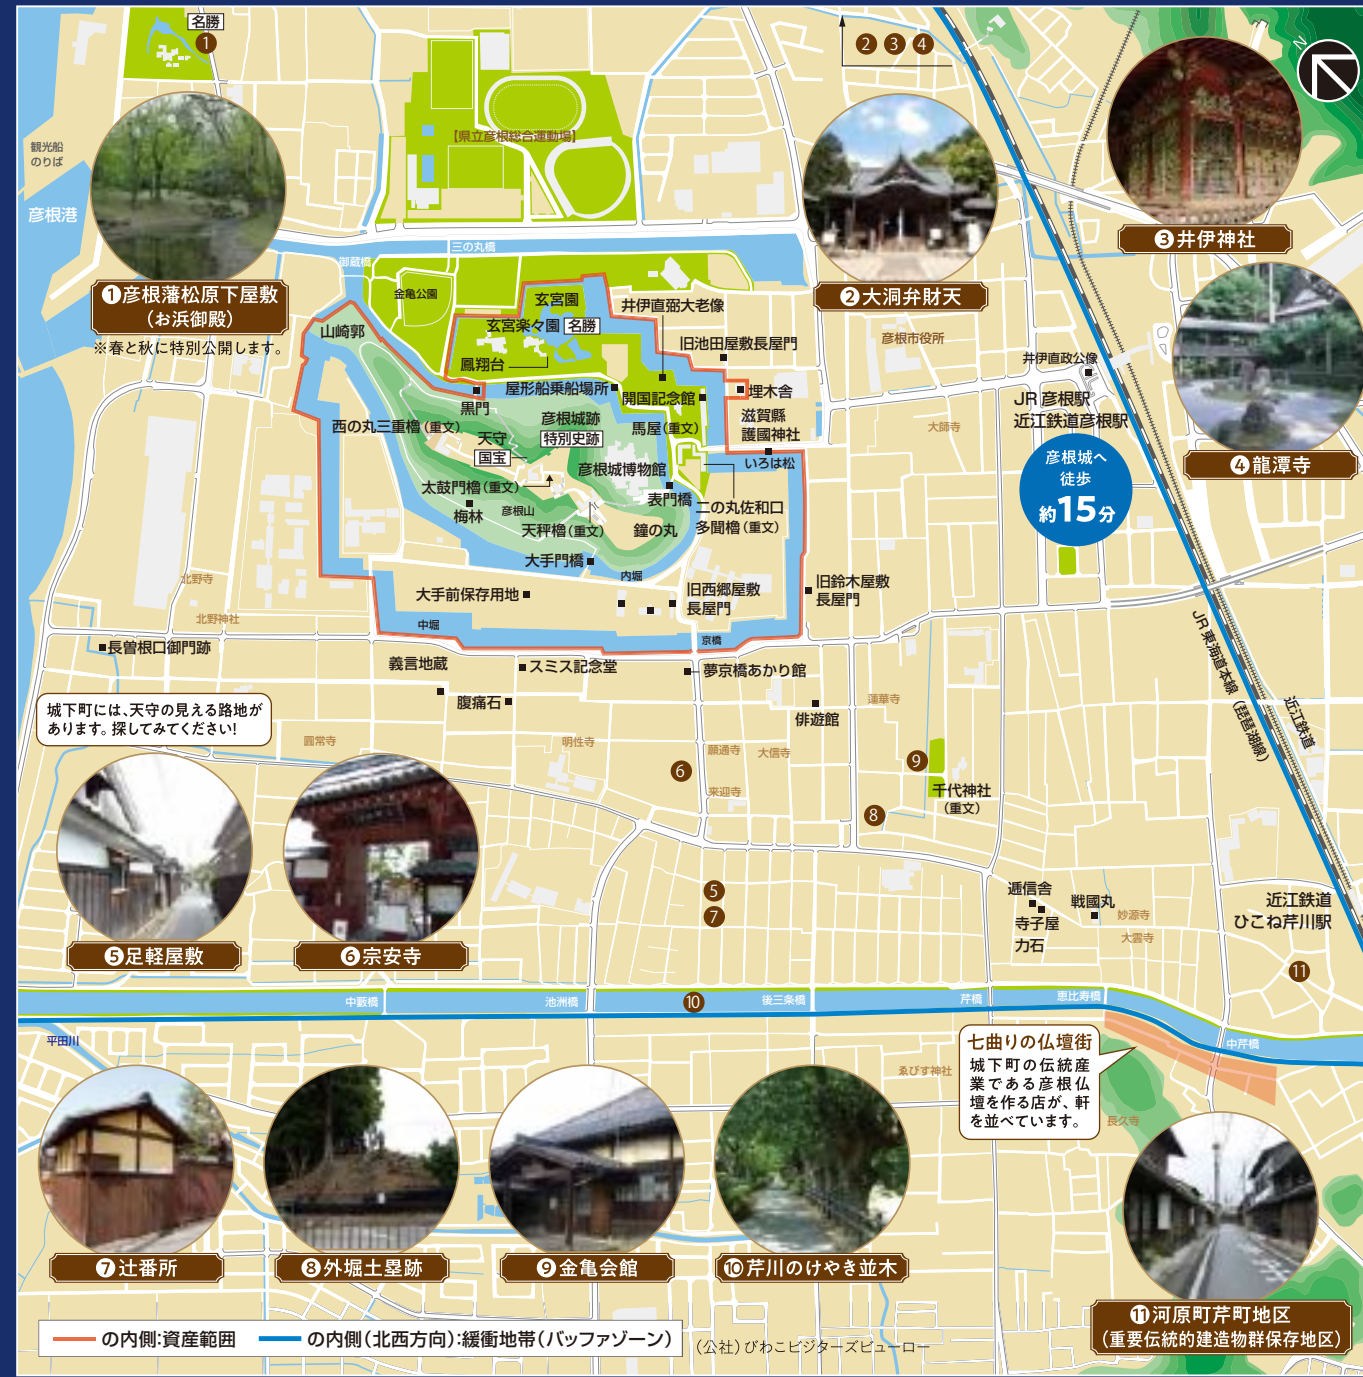 名勝
1
2 3 4
N
【県立彦根総合運動場】
観光船
のりば
彦根港
❶彦根藩松原下屋敷
(お浜御殿)
※春と秋に特別公開します。
❷大洞弁財天
❸井伊神社
❹龍潭寺
御蔵橋
三の丸橋
金亀公園
山崎郭
玄宮園
玄宮楽々園 名勝
鳳翔台
井伊直弼大老像
旧池田屋敷長屋門
彦根市役所
井伊直政公像
JR 彦根駅
近江鉄道彦根駅
黒門
屋形船乗船場所
開国記念館
埋木舎
西の丸三重櫓(重文)
天守
国宝
彦根城跡
特別史跡
馬屋(重文)
滋賀縣
護國神社
大師寺
いろは松
彦根城博物館
太鼓門櫓(重文)
梅林
彦根山
天秤櫓(重文)
鐘の丸
表門橋
二の丸佐和口
多聞櫓(重文)
彦根城へ
徒歩
約15分
大手門橋
内堀
大手前保存用地
旧西郷屋敷
長屋門
旧鈴木屋敷
長屋門
北野寺
北野神社
中堀
京橋
長曽根口御門跡
義言地蔵
スミス記念堂
夢京橋あかり館
腹痛石
俳遊館
蓮華寺
JR東海道本線(琵琶湖線)
近江鉄道
城下町には、天守の見える路地が
あります。探してみてください!
圓常寺
明性寺
願通寺
大信寺
来迎寺
6
9
8
千代神社
(重文)
5
7
❺足軽屋敷
❻宗安寺
逓信舎
寺子屋
力石
戦國丸
妙源寺
大雲寺
近江鉄道
ひこね芹川駅
11
中藪橋
池洲橋
10
後三条橋
芹橋
恵比寿橋
中芹橋
平田川
ゑびす神社
七曲りの仏壇街
城下町の伝統産
業である彦根仏
壇を作る店が、軒
を並べています。
長久寺
❼辻番所
❽外堀土塁跡
❾金亀会館
❿芹川のけやき並木
⓫河原町芹町地区
(重要伝統的建造物群保存地区)
の内側:資産範囲
の内側(北西方向):緩衝地帯(バッファゾーン)
(公社)びわこビジターズビューロー